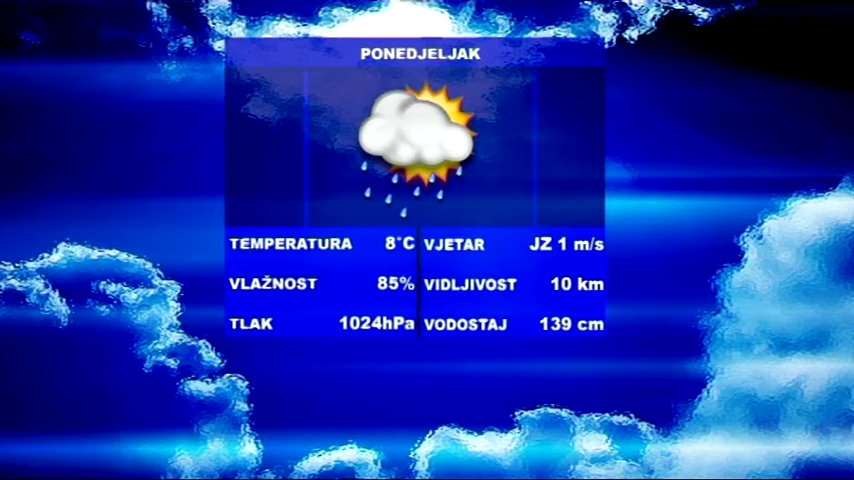 PONEDJELJAK
TEMPERATURA 8°C VJETAR JZ 1 m/s
VLAŽNOST 85% VIDLJIVOST 10 km
TLAK 1024hPa VODOSTAJ 139 cm